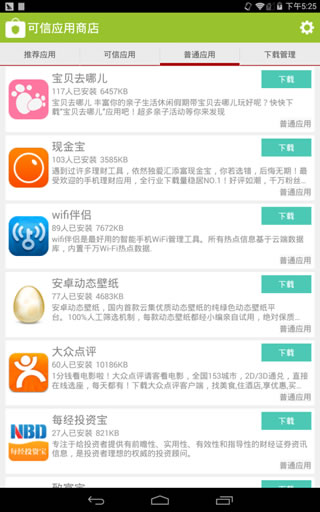 下午5:25
可信应用商店
推荐应用
可信应用
普通应用
下载管理
宝贝去哪儿
117人已安装 6457KB
下载
宝贝去哪儿 丰富你的亲子生活休闲假期带宝贝去哪儿玩好呢?快快下
载"宝贝去哪儿"应用吧!超多亲子活动等你来发现
普通应用
现金宝
103人已安装 3585KB
下载
通到过许多理财工具,依然独爱汇添富现金宝,你若选错,后悔无期!最
受欢迎的手机理财应用,全行业下载量稳居NO.1!好评如潮,千万粉丝...
普通应用
wifi伴侣
89人已安装 7672KB
下载
wifi伴侣是最好用的智能手机WiFi管理工具。所有热点信息基于云端数据
库,内置千万Wi-Fi热点数据.
普通应用
安卓动态壁纸
77人已安装 4683KB
下载
安卓动态壁纸,国内首款云集优质动态壁纸的纯绿色动态壁纸平
台。100%人工筛选机制,每款动态壁纸都经小编亲自试用,绝对保质...
普通应用
大众点评
60人已安装 10186KB
下载
1分钱看电影啦!大众点评请客看电影,全国153城市,2D/3D通兑,直接
在线选座,每天都有!下载大众点评客户端,找美食,住酒店,享优惠,买...
普通应用
NBD
每经投资宝
每经投资宝
27人已安装 821KB
下载
专注于给投资者提供有前瞻性、实用性、有效性和指导性的财经证券资讯
信息,是投资者理想的权威的投资顾问。
普通应用